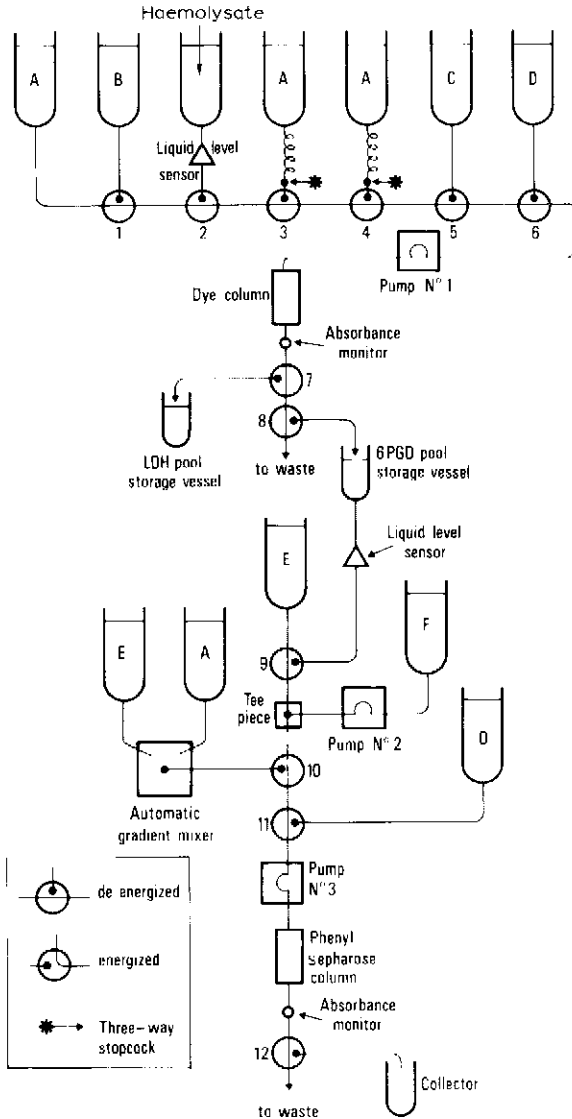 Haemolysate
A
B
A
A
C
D
Liquid level
sensor
1
2
3
4
5
6
Pump Nº 1
Dye column
Absorbance
monitor
7
8
LDH pool
storage vessel
to waste
6PGD pool
storage vessel
Liquid level
sensor
E
F
E
A
9
Tee
piece
Pump Nº 2
D
10
Automatic
gradient mixer
11
Pump
Nº 3
de energized
energized
Three-way
stopcock
Phenyl
sepharose
column
Absorbance
monitor
12
Collector
to waste